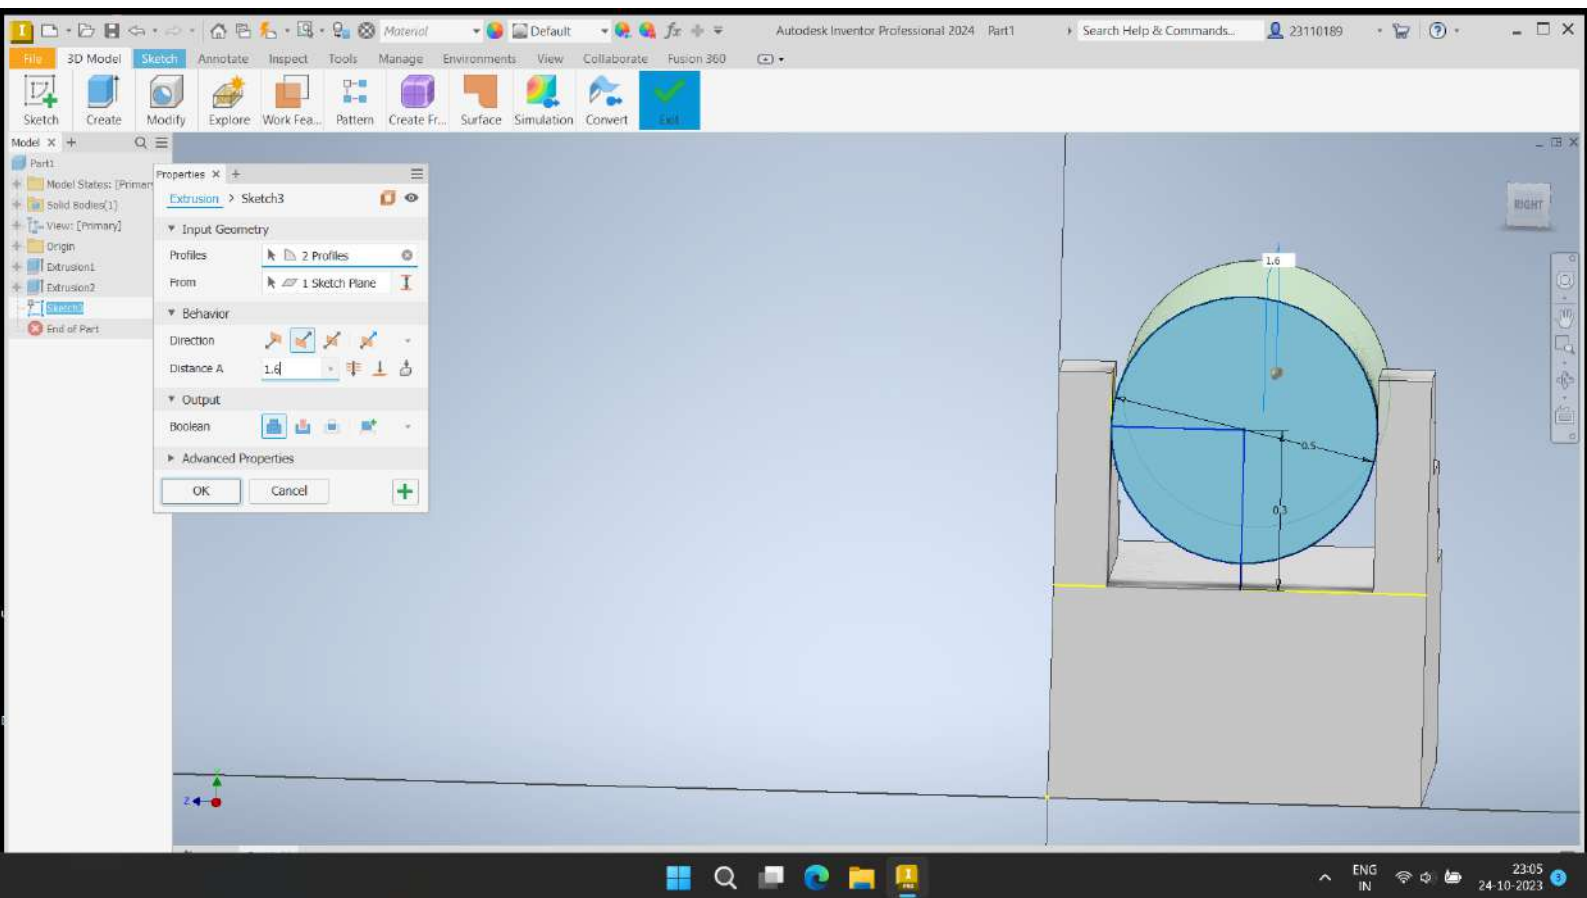 Material
Default
fx
Autodesk Inventor Professional 2024 Part1
Search Help & Commands...
23110189
File 3D Model Sketch Annotate Inspect Tools Manage Environments View Collaborate Fusion 360
Sketch Create Modify Explore Work Fea... Pattern Create Fr... Surface Simulation Convert Exit
Model × +
Part1
Model States: [Primar
Solid Bodies(1)
View: [Primary]
Origin
Extrusion1
Extrusion2
Sketch3
End of Part
Properties × +
Extrusion > Sketch3
Input Geometry
Profiles 2 Profiles
From 1 Sketch Plane
Behavior
Direction
Distance A 1.6
Output
Boolean
Advanced Properties
OK Cancel
RIGHT
1.6
0.5
0.3
Z
ENG
IN
23:05
24-10-2023
3